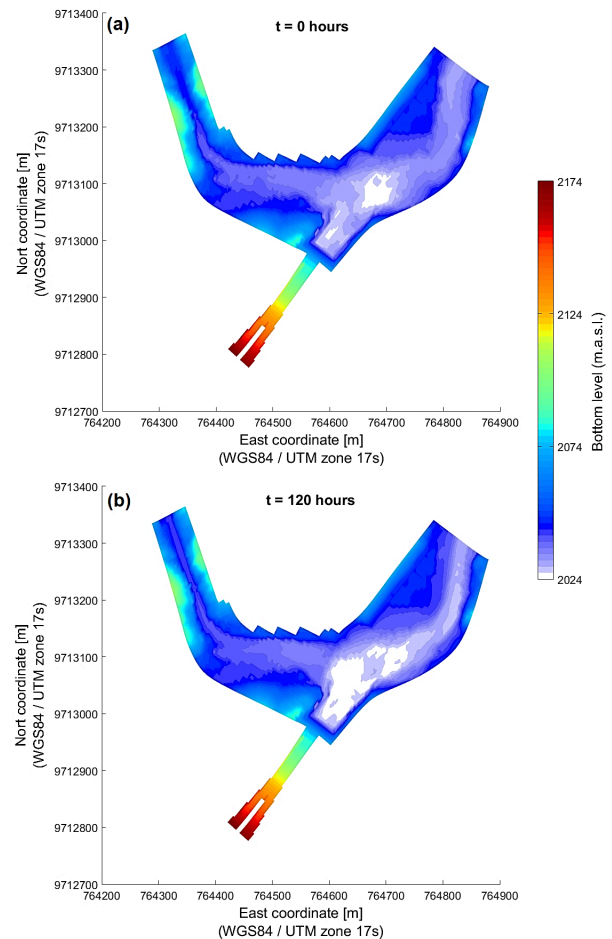 (a)
t = 0 hours
9713400
9713300
9713200
9713100
9713000
9712900
9712800
9712700
Nort coordinate [m]
(WGS84 / UTM zone 17s)
764200 764300 764400 764500 764600 764700 764800 764900
East coordinate [m]
(WGS84 / UTM zone 17s)
2174
2124
2074
2024
Bottom level (m.a.s.l.)
(b)
t = 120 hours
9713400
9713300
9713200
9713100
9713000
9712900
9712800
9712700
Nort coordinate [m]
(WGS84 / UTM zone 17s)
764200 764300 764400 764500 764600 764700 764800 764900
East coordinate [m]
(WGS84 / UTM zone 17s)